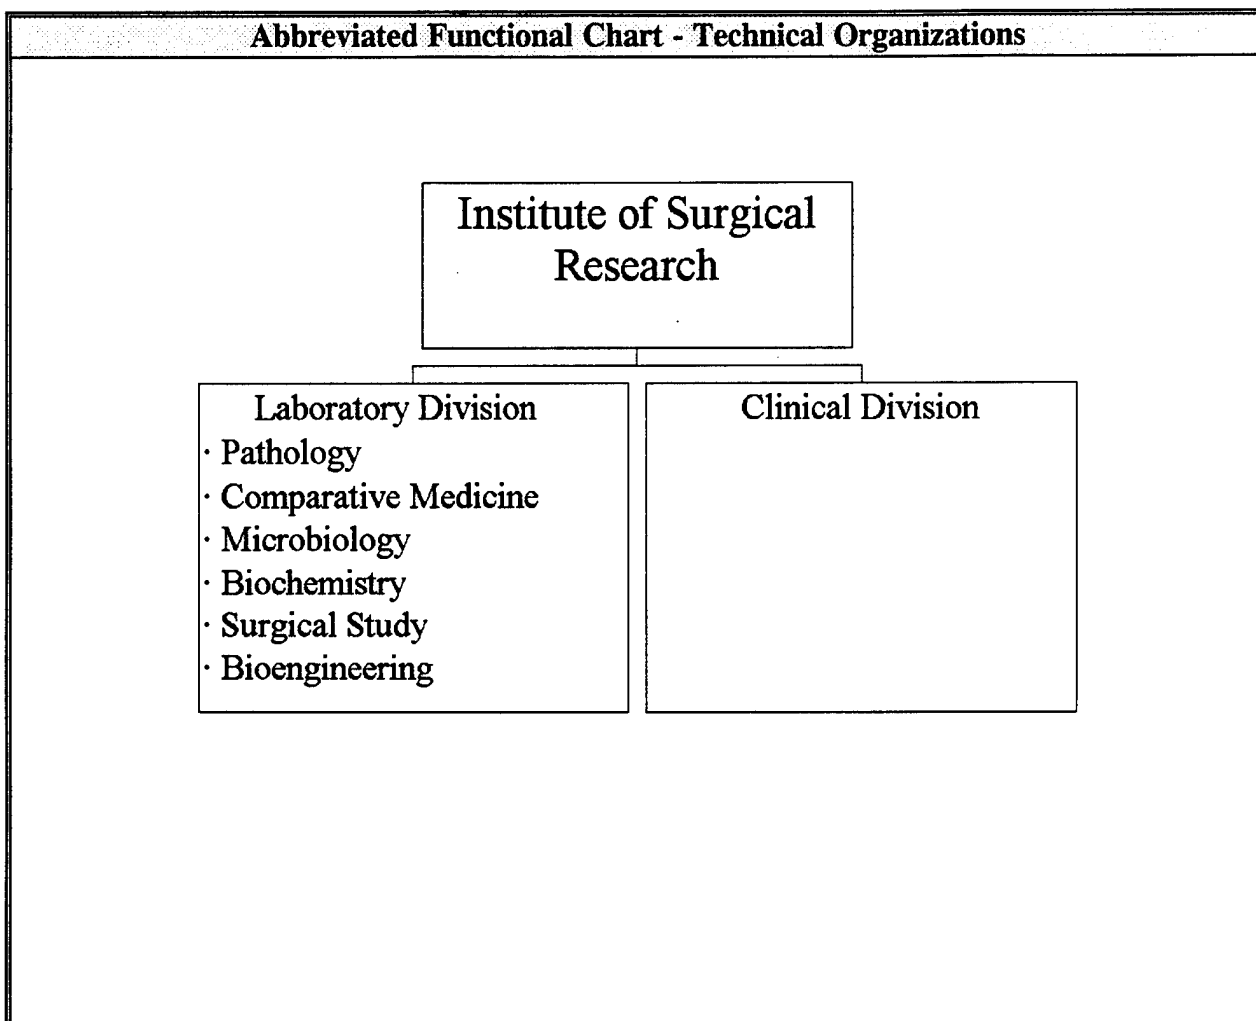 Abbreviated Functional Chart - Technical Organizations
Institute of Surgical
Research
Laboratory Division
· Pathology
· Comparative Medicine
· Microbiology
· Biochemistry
· Surgical Study
· Bioengineering
Clinical Division